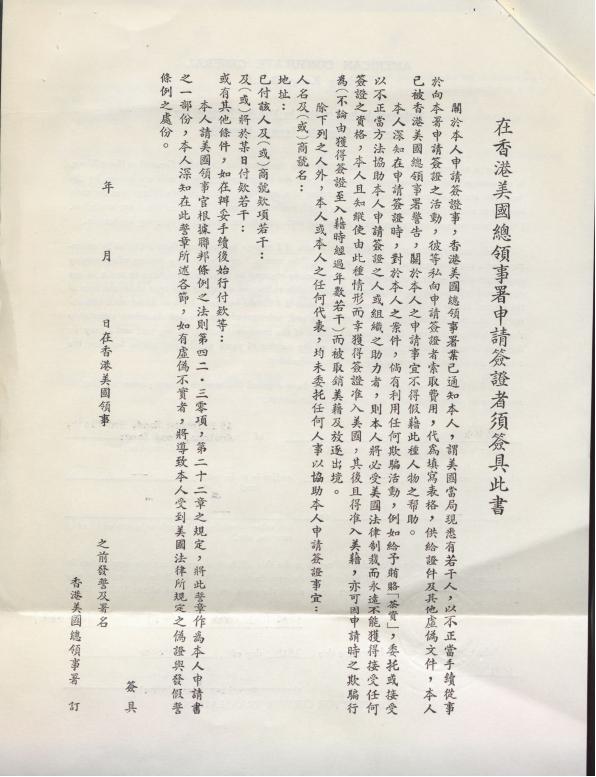 在香港美國總領事署申請簽證者須簽具此書
關於本人申請簽證事，香港美國總領事署業已通知本人，謂美國當局現悉有若干人，以不正當手續從事
於向本署申請簽證之活動，彼等私向申請簽證者索取費用，代為填寫表格，供給證件及其他虛偽文件，本人
已被香港美國總領事署警告，關於本人之申請事宜不得假藉此種人物之幫助。
本人深知在申請簽證時，對於本人之案件，倘有利用任何欺騙活動，例如給予賄賂「茶資」，委托或接受
以不正當方法協助本人申請簽證之人或組織之助力者，則本人將必受美國法律制裁而永遠不能獲得接受任何
簽證之資格，本人且知縱使由此種情形而幸獲得簽證准入美國，其後且得准入美籍，亦可因申請時之欺騙行
為（不論由獲得簽證至入籍時經過年數若干）而被取銷美籍及放逐出境。
除下列之人外，本人或本人之任何代表，均未委托任何人事以協助本人申請簽證事宜：
人名及（或）商號名：
地址：
已付該人及（或）商號欵項若干：
及（或）將於某日付欵若干：
或有其他條件，如在辦妥手續後始行付欵等：
本人請美國領事官根據聯邦條例之法則第四二．三零項，第二十二章之規定，將此誓章作為本人申請書
之一部份，本人深知在此誓章所述各節，如有虛偽不實者，將導致本人受到美國法律所規定之偽證與發假誓
條例之處份。
簽具
年 月 日在香港美國領事 之前發誓及署名
香港美國總領事署 訂